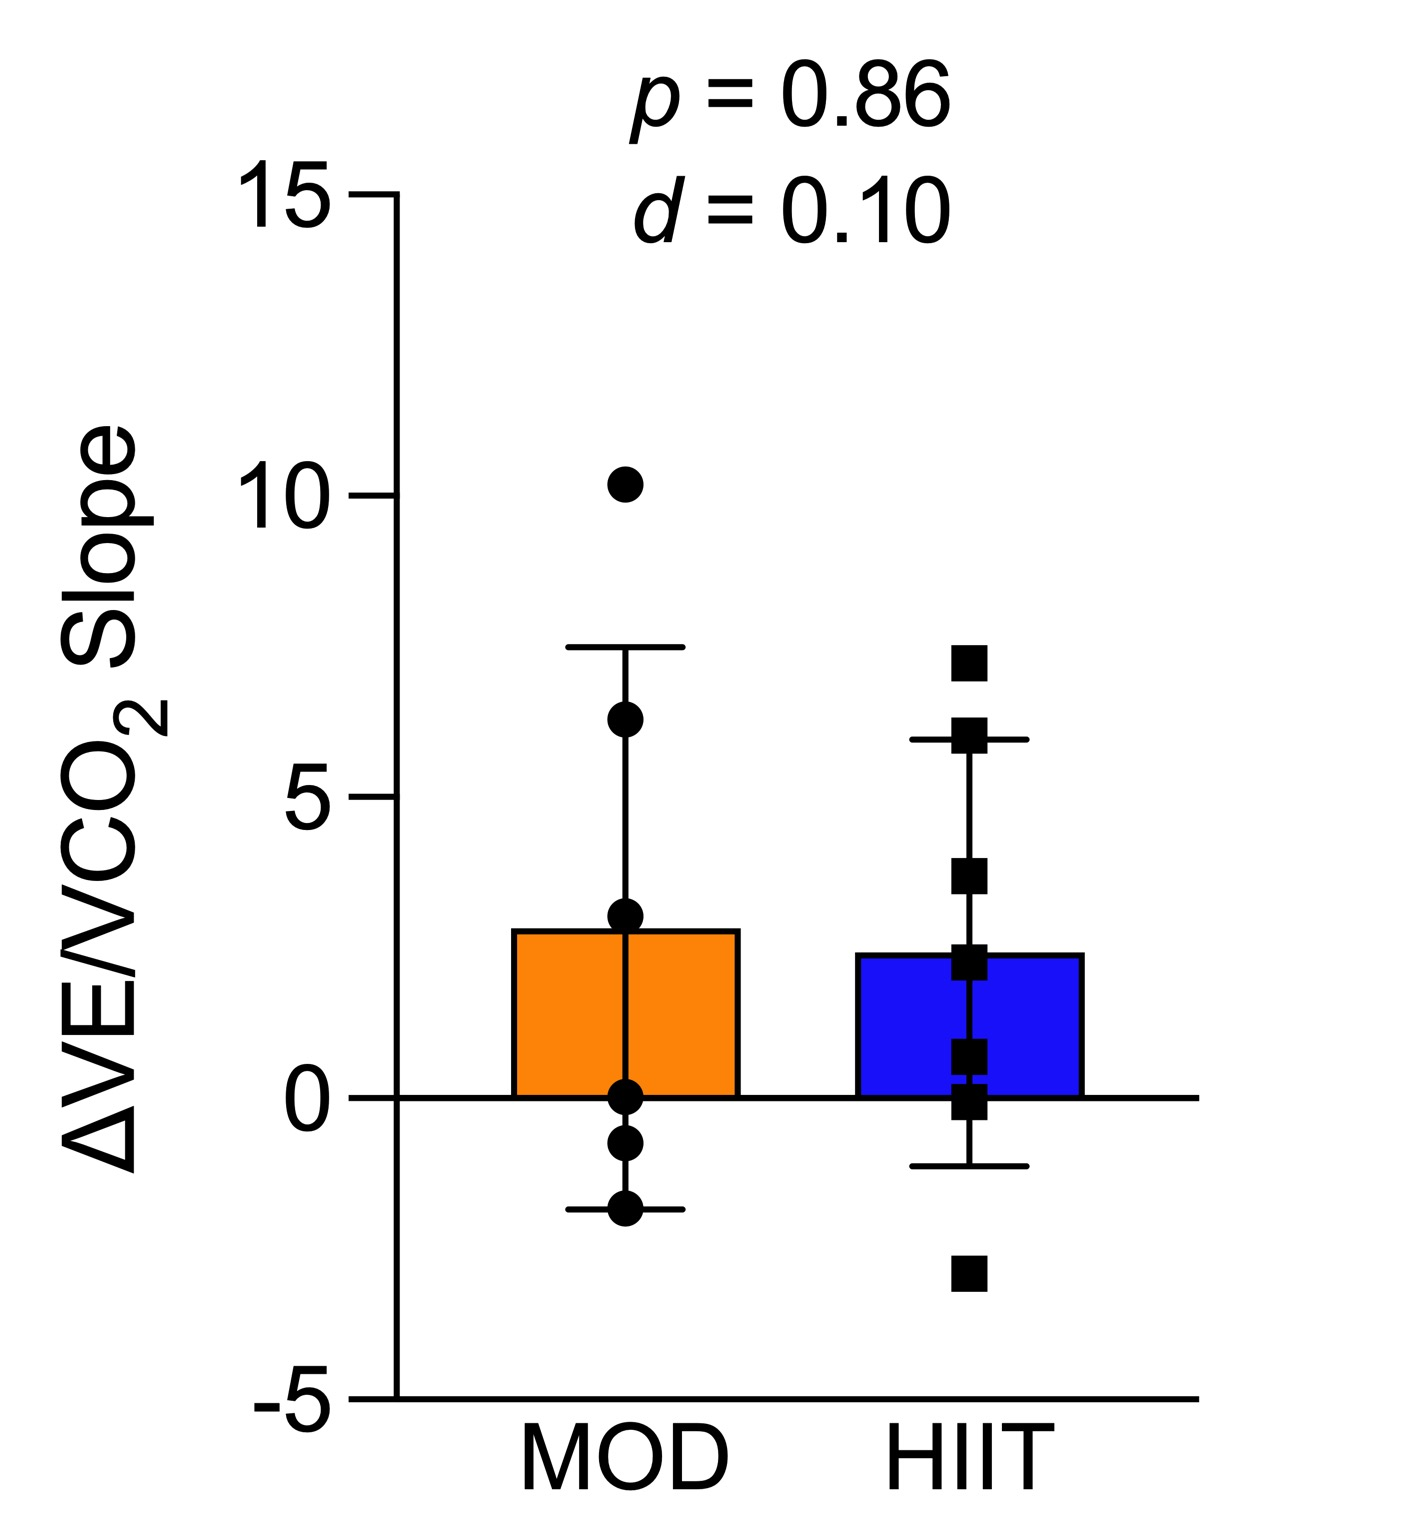 p = 0.86
d = 0.10
15
10
5
0
-5
ΔVE/VCO₂ Slope
MOD
HIIT